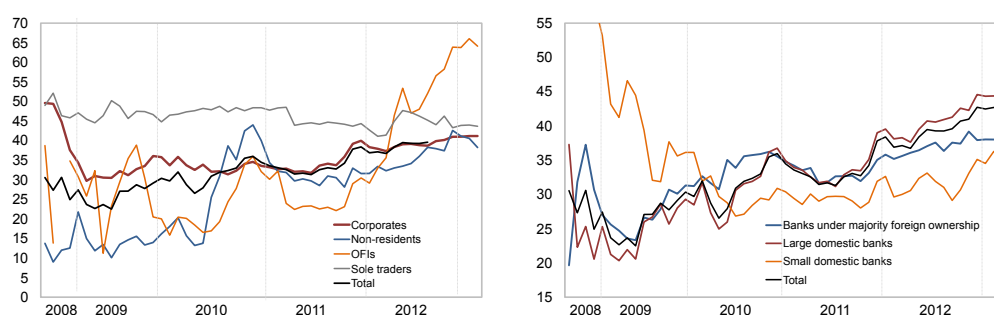 70
65
60
55
50
45
40
35
30
25
20
15
10
5
0
Corporates
Non-residents
OFIs
Sole traders
Total
2008 2009 2010 2011 2012
55
50
45
40
35
30
25
20
15
Banks under majority foreign ownership
Large domestic banks
Small domestic banks
Total
2008 2009 2010 2011 2012